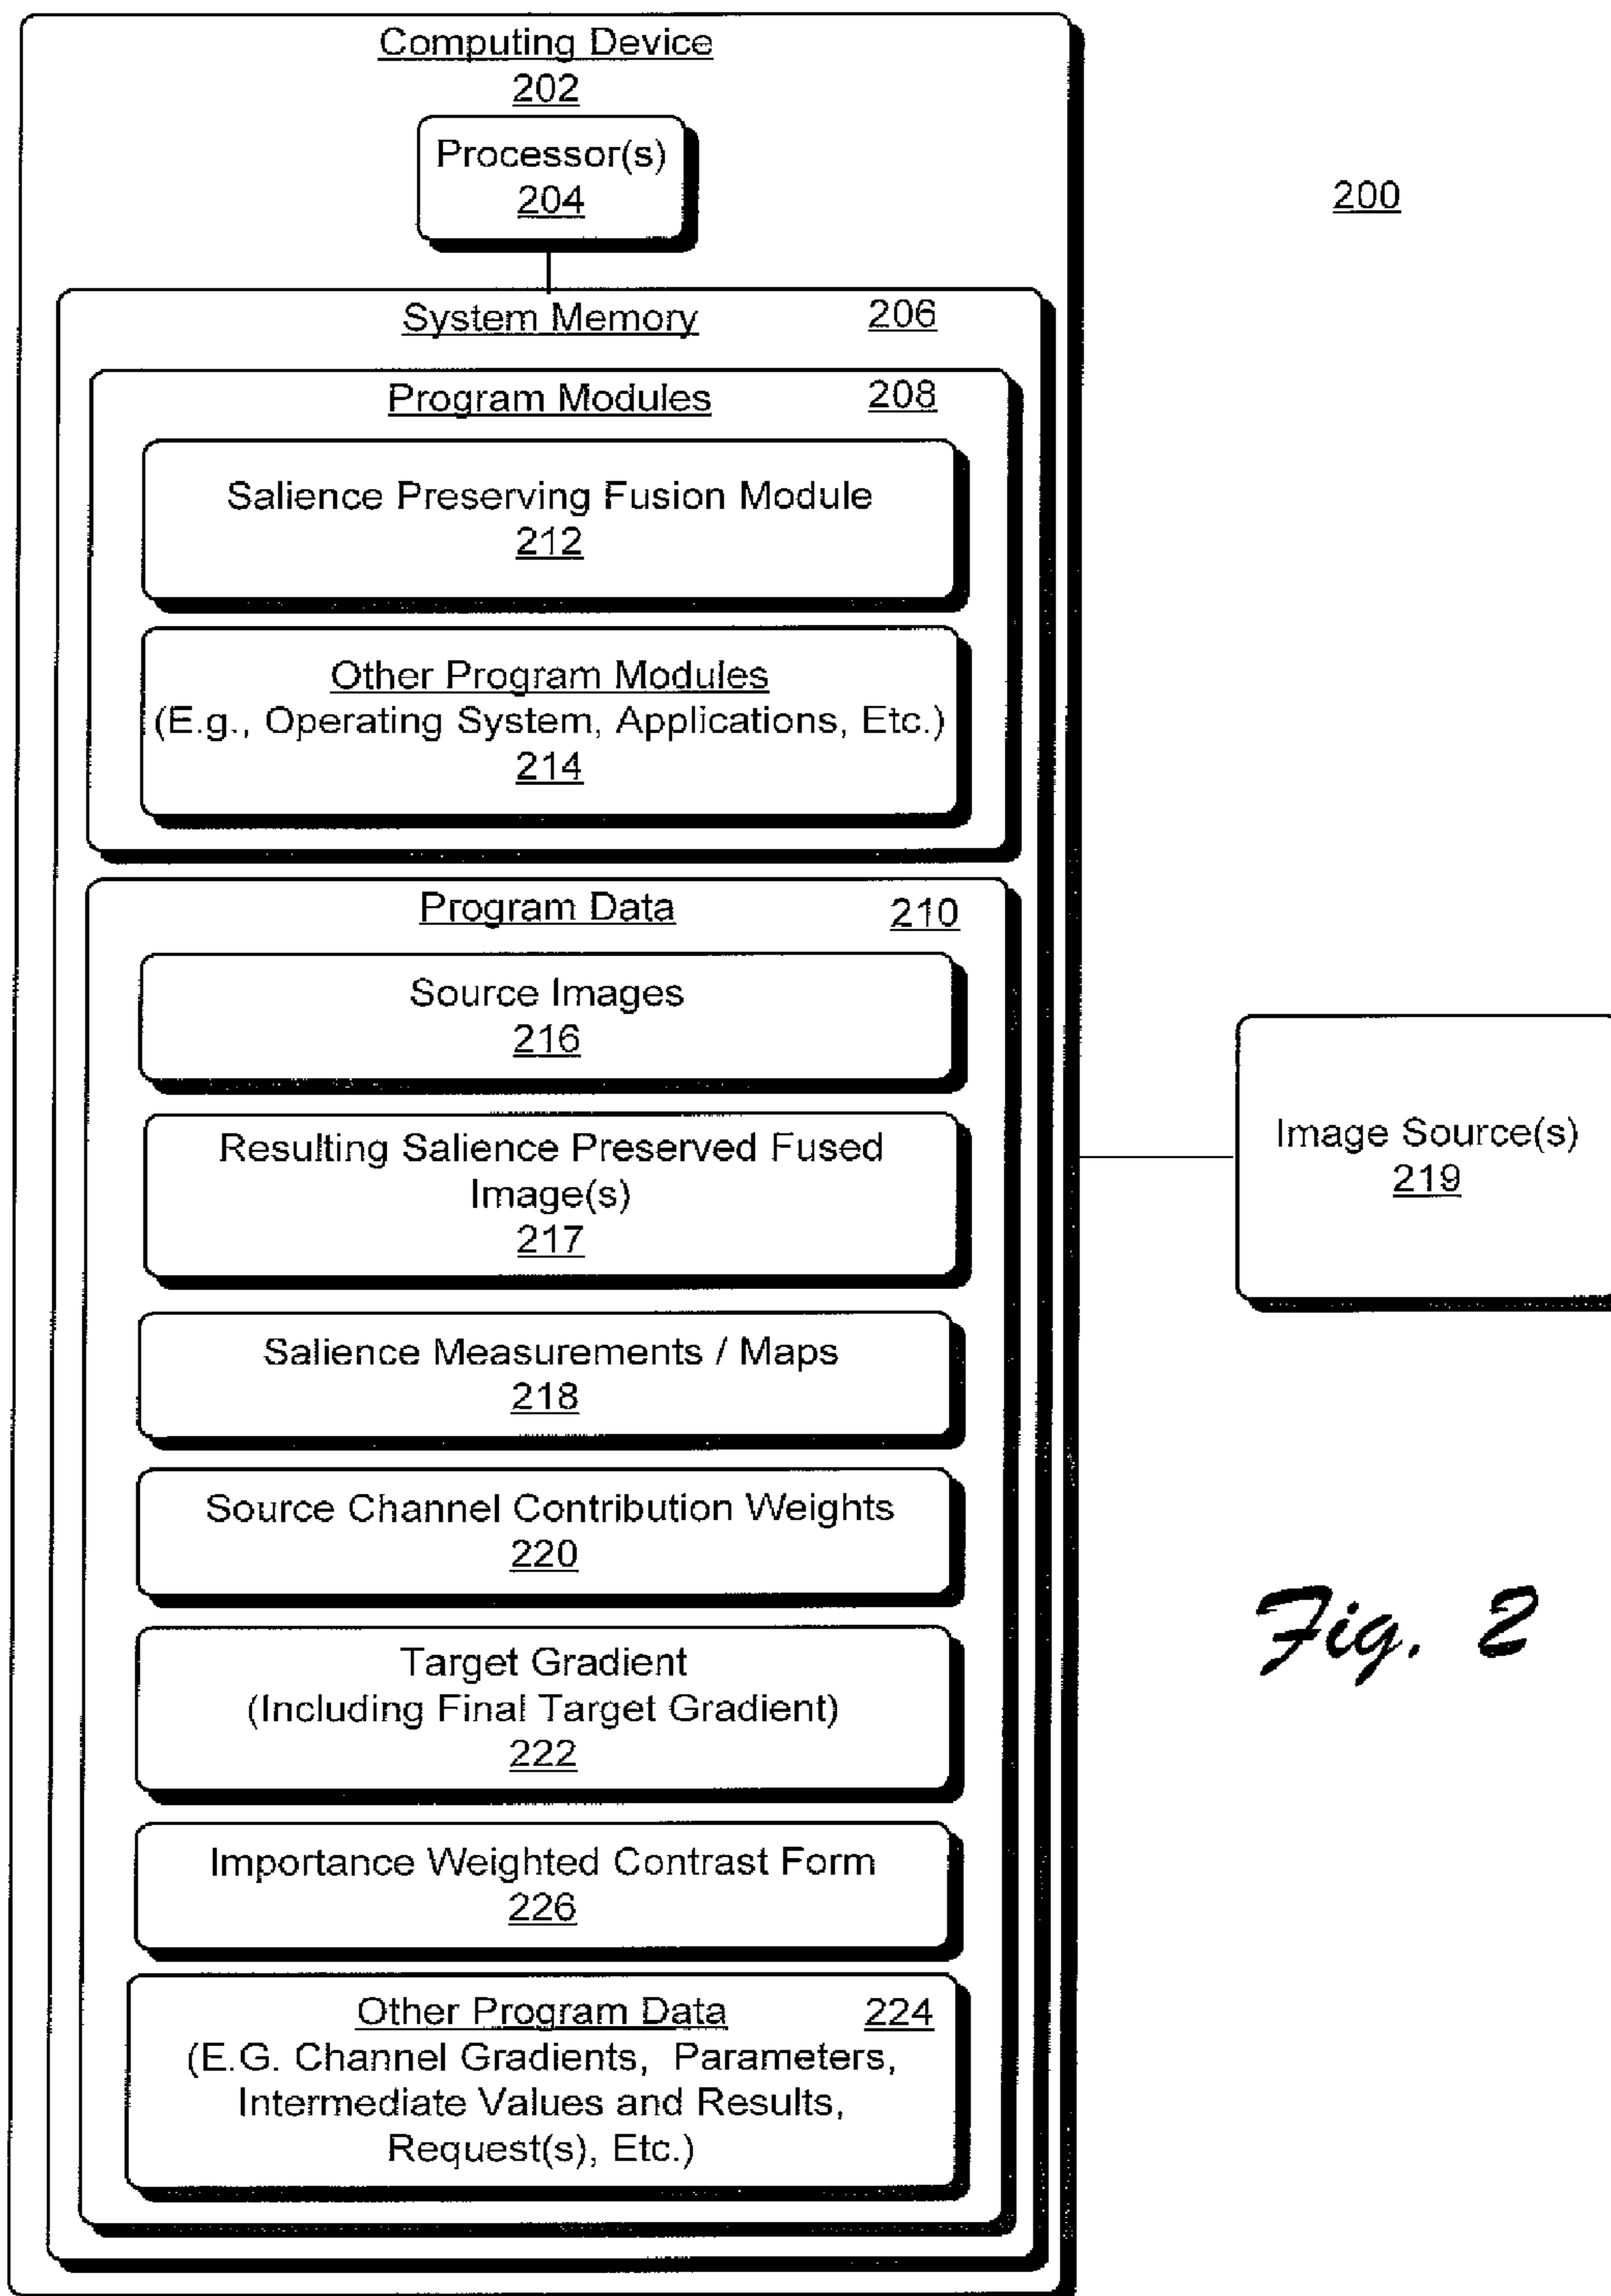 Computing Device
202
Processor(s)
204
200
System Memory 206
Program Modules 208
Salience Preserving Fusion Module
212
Other Program Modules
(E.g., Operating System, Applications, Etc.)
214
Program Data 210
Source Images
216
Resulting Salience Preserved Fused
Image(s)
217
Image Source(s)
219
Salience Measurements / Maps
218
Source Channel Contribution Weights
220
Target Gradient
(Including Final Target Gradient)
222
Fig. 2
Importance Weighted Contrast Form
226
Other Program Data 224
(E.G. Channel Gradients, Parameters,
Intermediate Values and Results,
Request(s), Etc.)